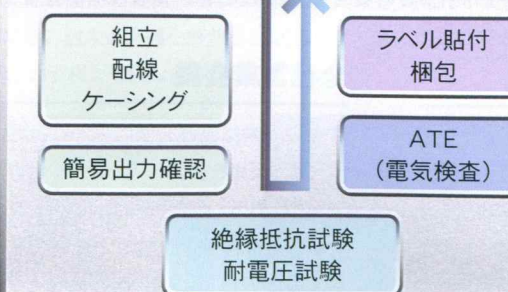 組立
配線
ケーシング
ラベル貼付
梱包
簡易出力確認
ATE
(電気検査)
絶縁抵抗試験
耐電圧試験